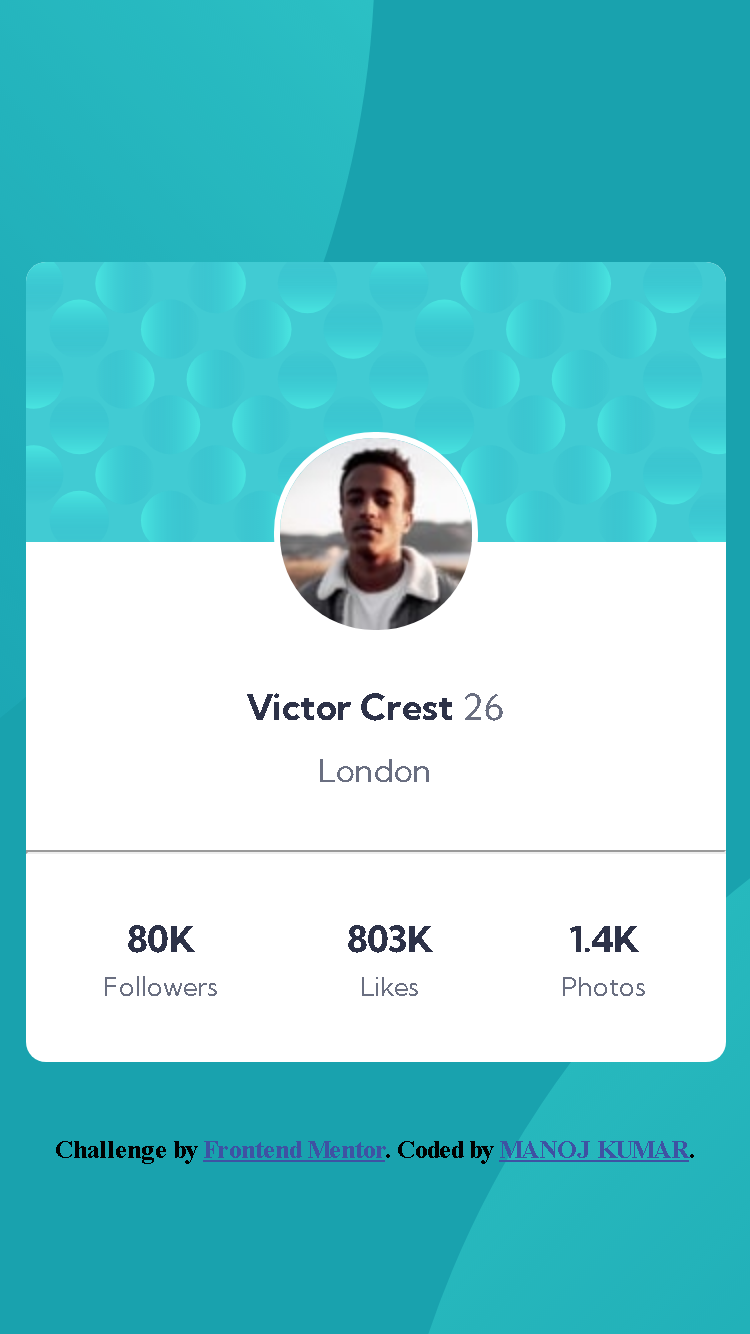 Victor Crest 26
London
80K 803K 1.4K
Followers Likes Photos
Challenge by Frontend Mentor. Coded by MANOJ KUMAR.